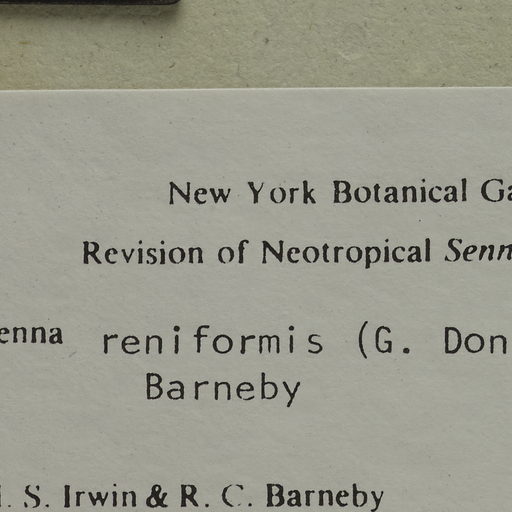 New York Botanical Ga
Revision of Neotropical Senn
enna reniformis (G. Don
Barneby
. S. Irwin & R. C. Barneby